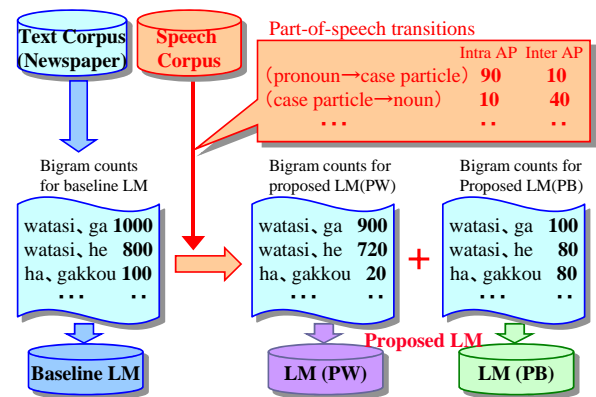 Text Corpus
(Newspaper)
Speech
Corpus
Part-of-speech transitions
Intra AP Inter AP
(pronoun→case particle) 90 10
(case particle→noun) 10 40
・・・ ・・ ・・
Bigram counts
for baseline LM
watasi、ga 1000
watasi、he 800
ha、gakkou 100
・・・ ・・
Baseline LM
Bigram counts for
proposed LM(PW)
watasi、ga 900
watasi、he 720
ha、gakkou 20
・・・ ・・
+
Bigram counts for
Proposed LM(PB)
watasi、ga 100
watasi、he 80
ha、gakkou 80
・・・ ・・
Proposed LM
LM (PW)
LM (PB)